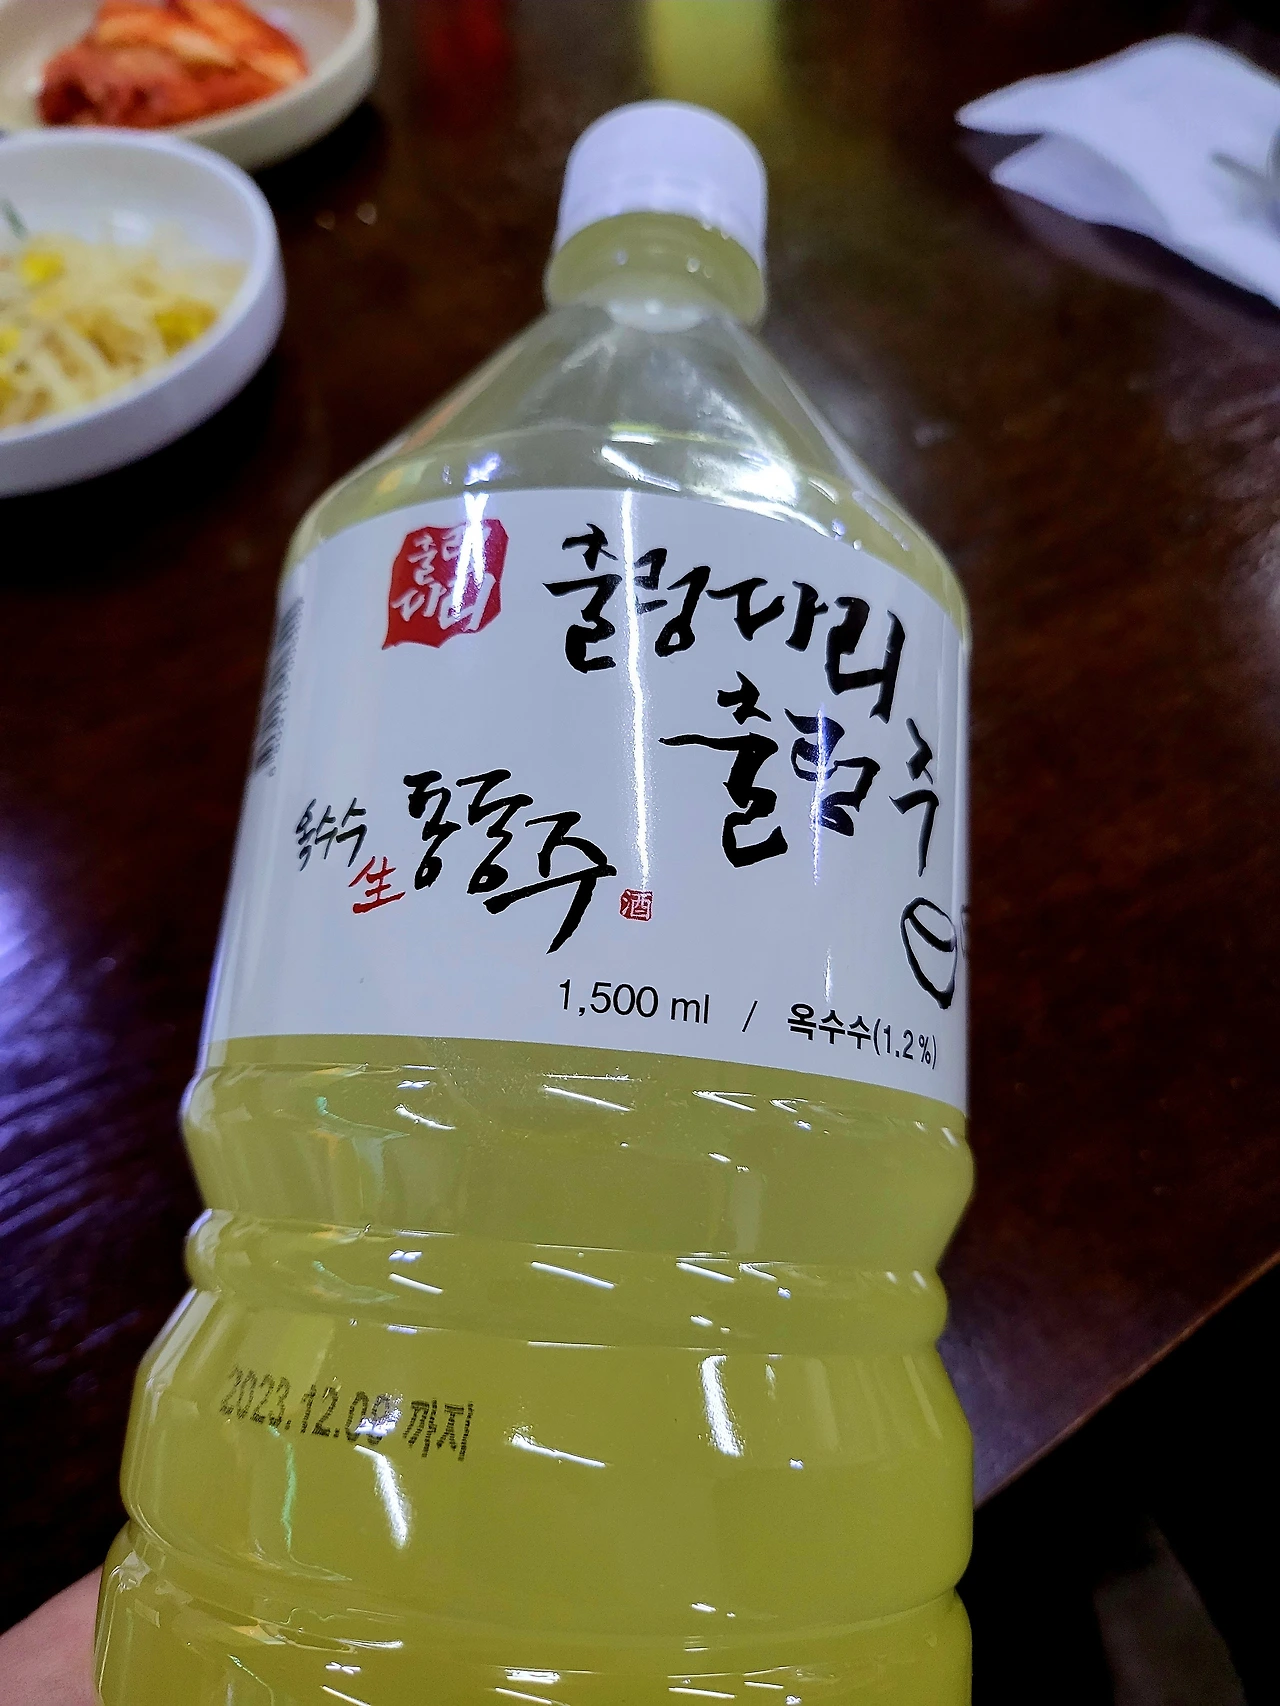 출렁
다리
출렁다리
출렁주
옥수수
生
동동주
酒
1,500 ml / 옥수수(1.2%)
2023.12.09 까지